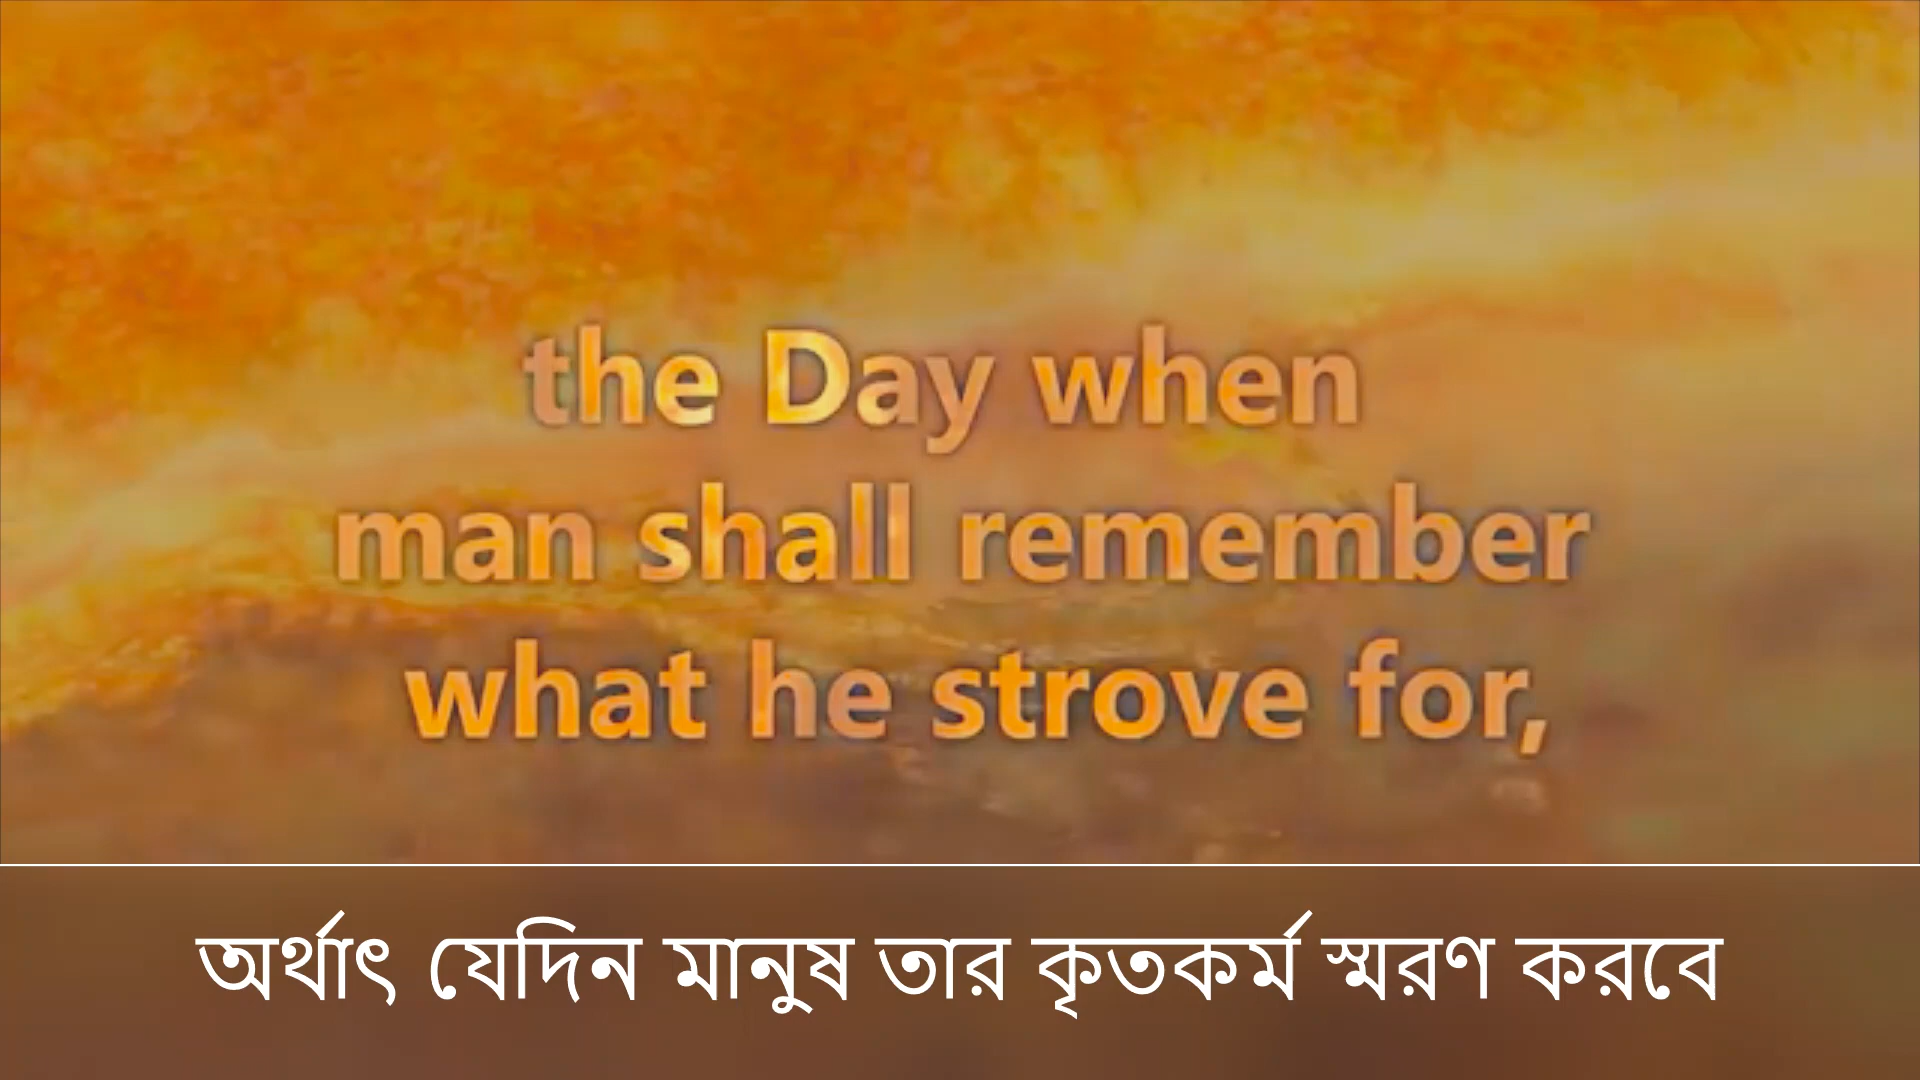 the Day when
man shall remember
what he strove for,
অর্থাৎ যেদিন মানুষ তার কৃতকর্ম স্মরণ করবে